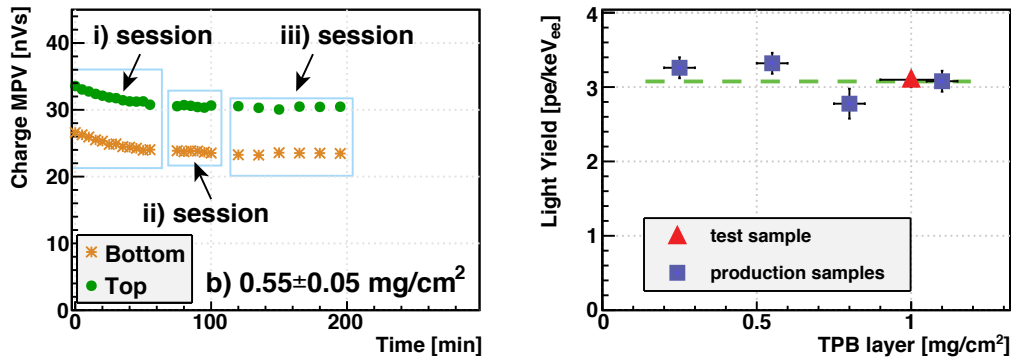 Charge MPV [nVs]
40
30
20
10
0
i) session
iii) session
ii) session
Bottom
Top
b) 0.55±0.05 mg/cm²
0
100
200
Time [min]
Light Yield [pe/keVee]
4
3
2
1
0
test sample
production samples
0
0.5
1
TPB layer [mg/cm²]